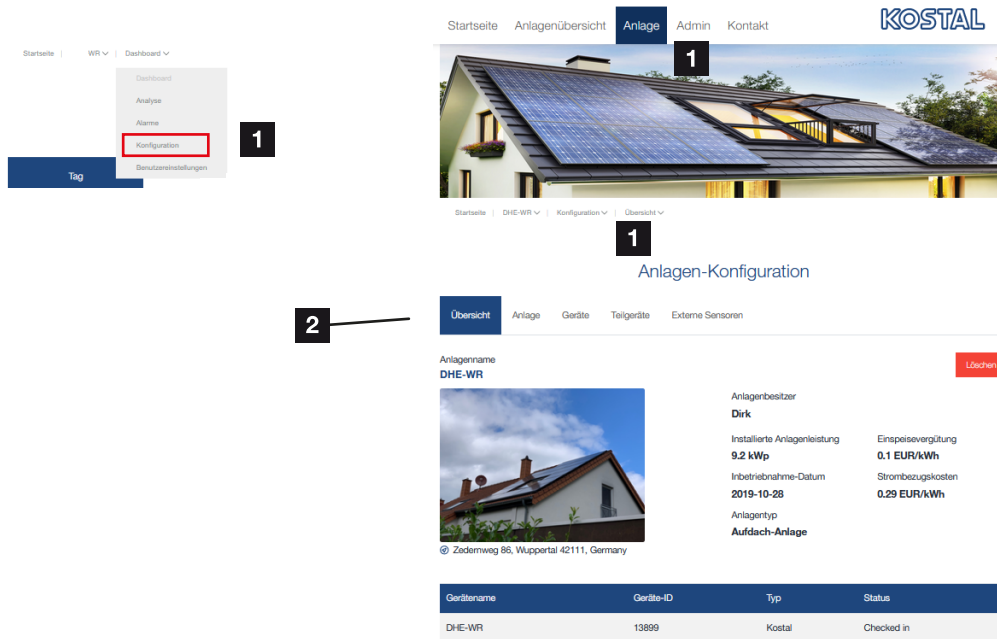 Startseite Anlagenübersicht Anlage Admin Kontakt
KOSTAL
1
Startseite | WR | Dashboard
Dashboard
Analyse
Alarme
Konfiguration
Benutzereinstellungen
1
Tag
Startseite | DHE-WR | Konfiguration | Übersicht
1
Anlagen-Konfiguration
2
Übersicht Anlage Geräte Teilgeräte Externe Sensoren
Anlagenname
DHE-WR
Löschen
Anlagenbesitzer
Dirk
Installierte Anlagenleistung Einspeisevergütung
9.2 kWp 0.1 EUR/kWh
Inbetriebnahme-Datum Strombezugskosten
2019-10-28 0.29 EUR/kWh
Anlagentyp
Aufdach-Anlage
Zedernweg 86, Wuppertal 42111, Germany
Gerätename Geräte-ID Typ Status
DHE-WR 13899 Kostal Checked in